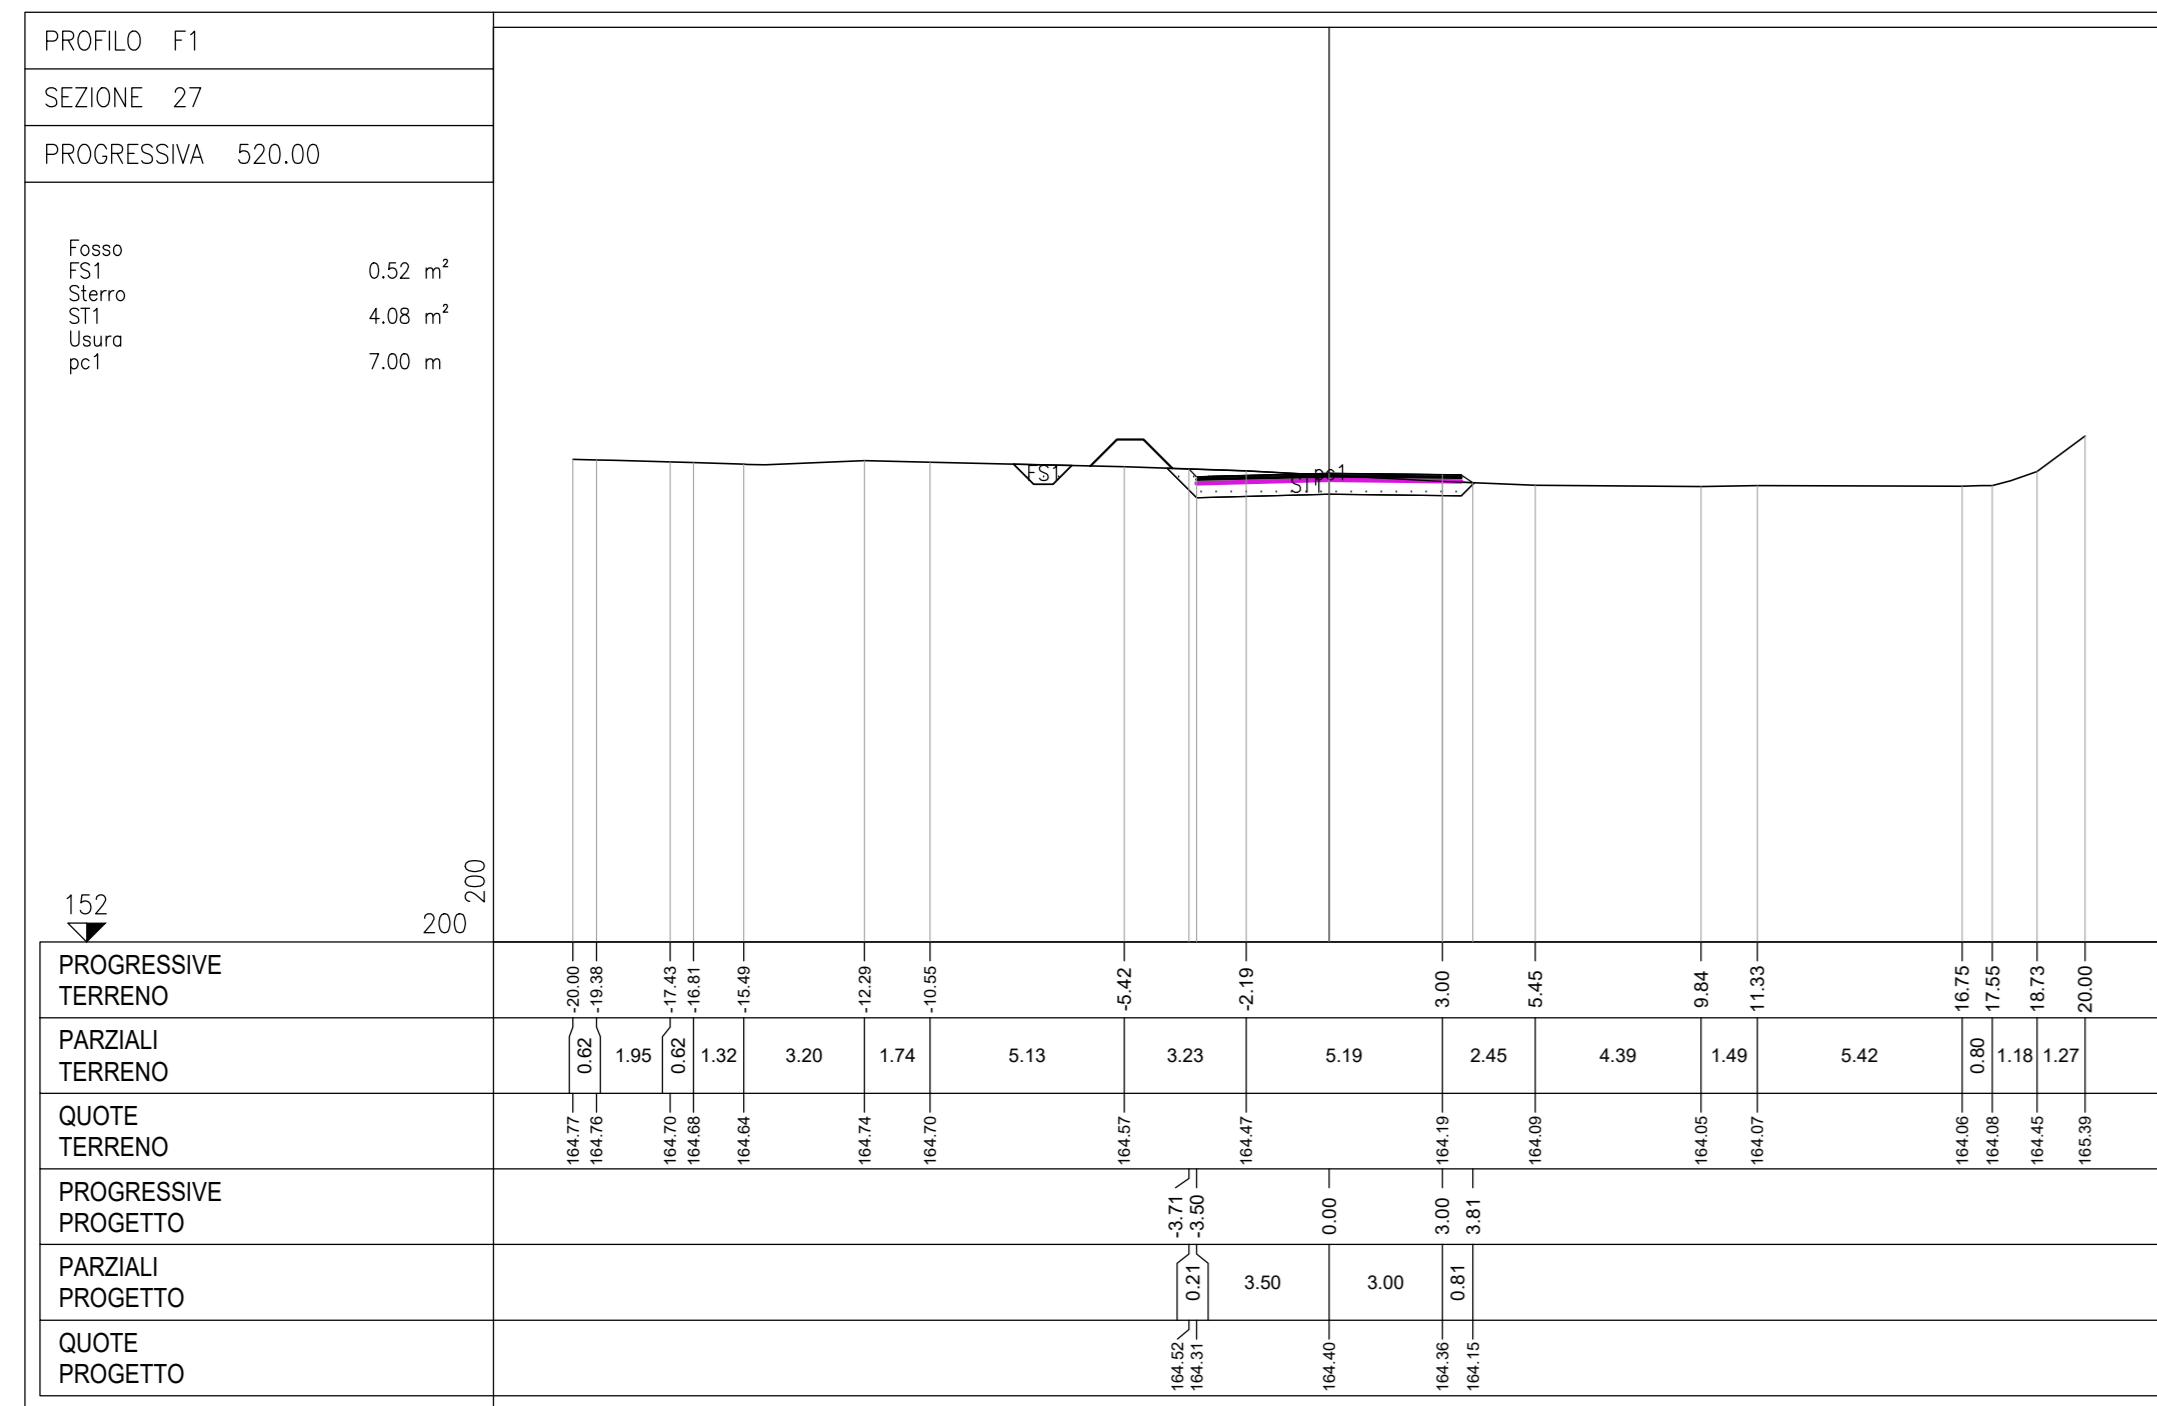 PROFILO F1
SEZIONE 27
PROGRESSIVA 520.00
Fosso
FS1 0.52 m²
Sterro
ST1 4.08 m²
Usura
pc1 7.00 m
FS1
pc1
ST1
152
200
200
PROGRESSIVE
TERRENO
-20.00 -19.38 -17.43 -16.81 -15.49 -12.29 -10.55 -5.42 -2.19 3.00 5.45 9.84 11.33 16.75 17.55 18.73 20.00
PARZIALI
TERRENO
0.62 1.95 0.62 1.32 3.20 1.74 5.13 3.23 5.19 2.45 4.39 1.49 5.42 0.80 1.18 1.27
QUOTE
TERRENO
164.77 164.76 164.70 164.68 164.64 164.74 164.70 164.57 164.47 164.19 164.09 164.05 164.07 164.06 164.08 164.45 165.39
PROGRESSIVE
PROGETTO
-3.71 -3.50 0.00 3.00 3.81
PARZIALI
PROGETTO
0.21 3.50 3.00 0.81
QUOTE
PROGETTO
164.52 164.31 164.40 164.36 164.15